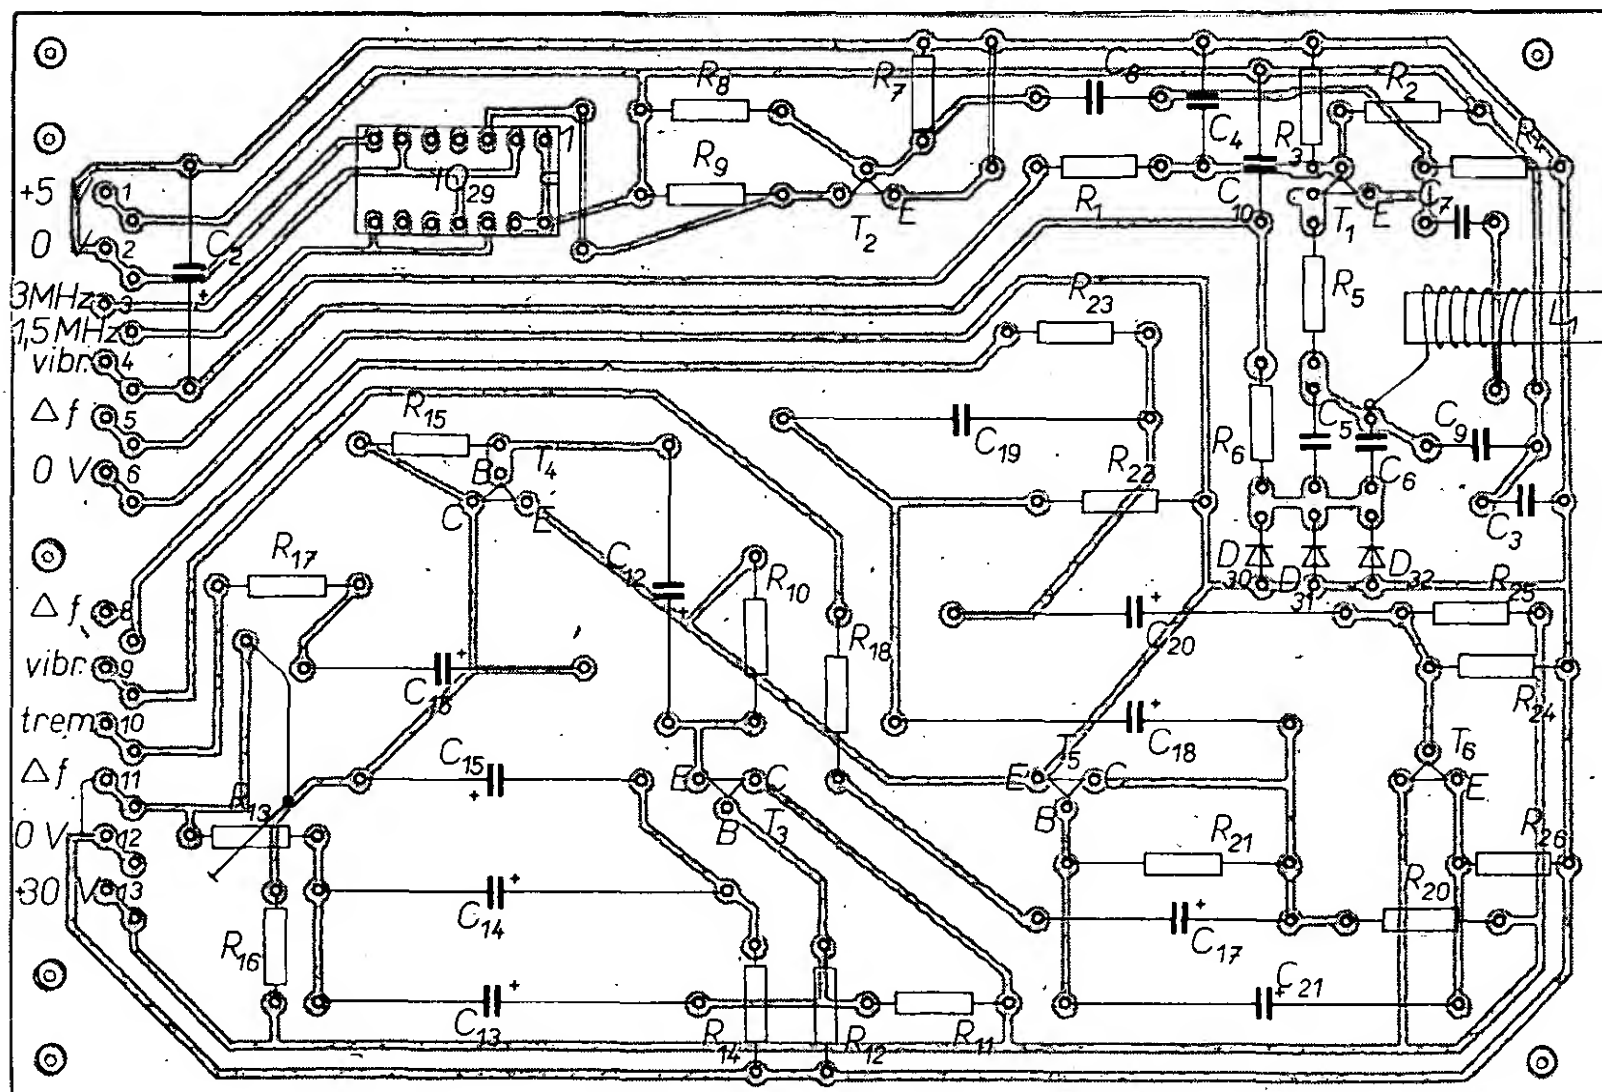 R8
R7
C8
R2
R4
+5
1
1
IO29
R9
C4
R3
C10
R1
T2
E
C
T1
E
C7
0 V
2
C2
+
3MHz
3
1,5MHz
R23
R5
L1
vibr.
4
Δf
5
R15
C19
R6
C5
C9
0 V
6
B
T4
R22
C6
C
E
C3
R17
C12
+
R10
D30
D31
D32
R25
Δf
8
C20
+
R18
vibr.
9
C16
+
R24
trem.
10
C18
+
T5
T6
Δf
11
C15
+
E
C
E
C
E
R13
B
T3
B
0 V
12
R21
R26
+30 V
13
C14
+
R20
R16
C17
+
C21
+
C13
+
R14
R12
R11